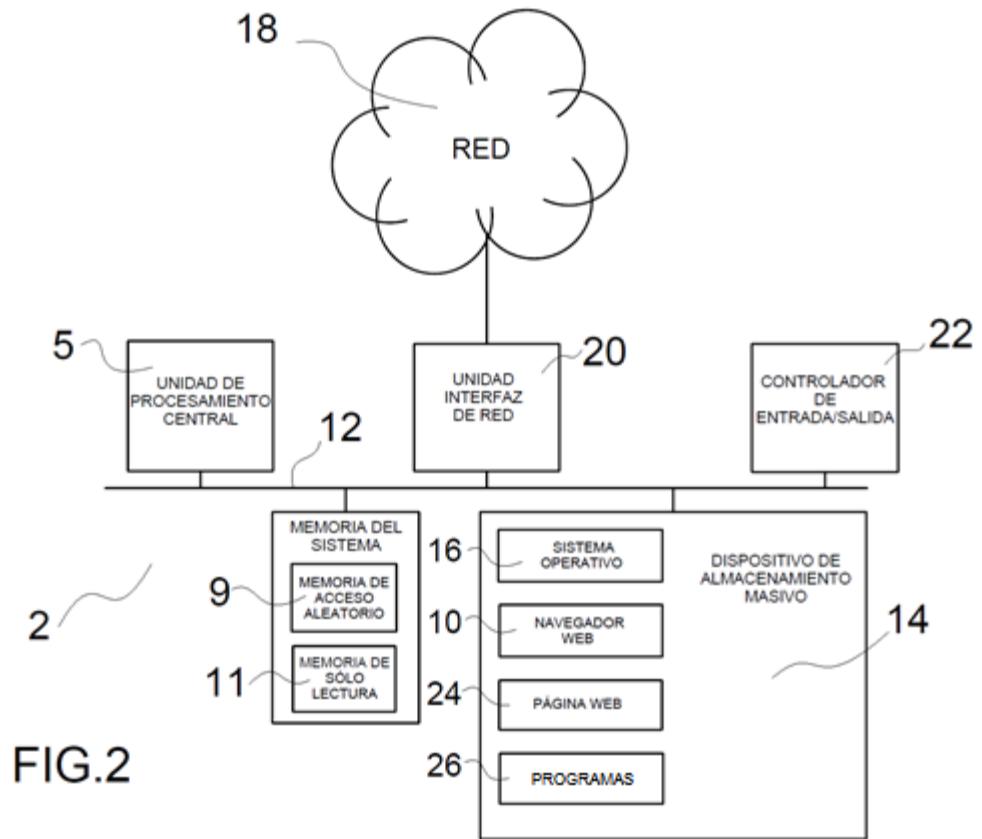 18
RED
5
UNIDAD DE
PROCESAMIENTO
CENTRAL
20
UNIDAD
INTERFAZ
DE RED
22
CONTROLADOR
DE
ENTRADA/SALIDA
12
MEMORIA DEL
SISTEMA
9
MEMORIA DE
ACCESO
ALEATORIO
11
MEMORIA DE
SÓLO
LECTURA
2
16
SISTEMA
OPERATIVO
10
NAVEGADOR
WEB
24
PÁGINA WEB
26
PROGRAMAS
DISPOSITIVO DE
ALMACENAMIENTO
MASIVO
14
FIG.2